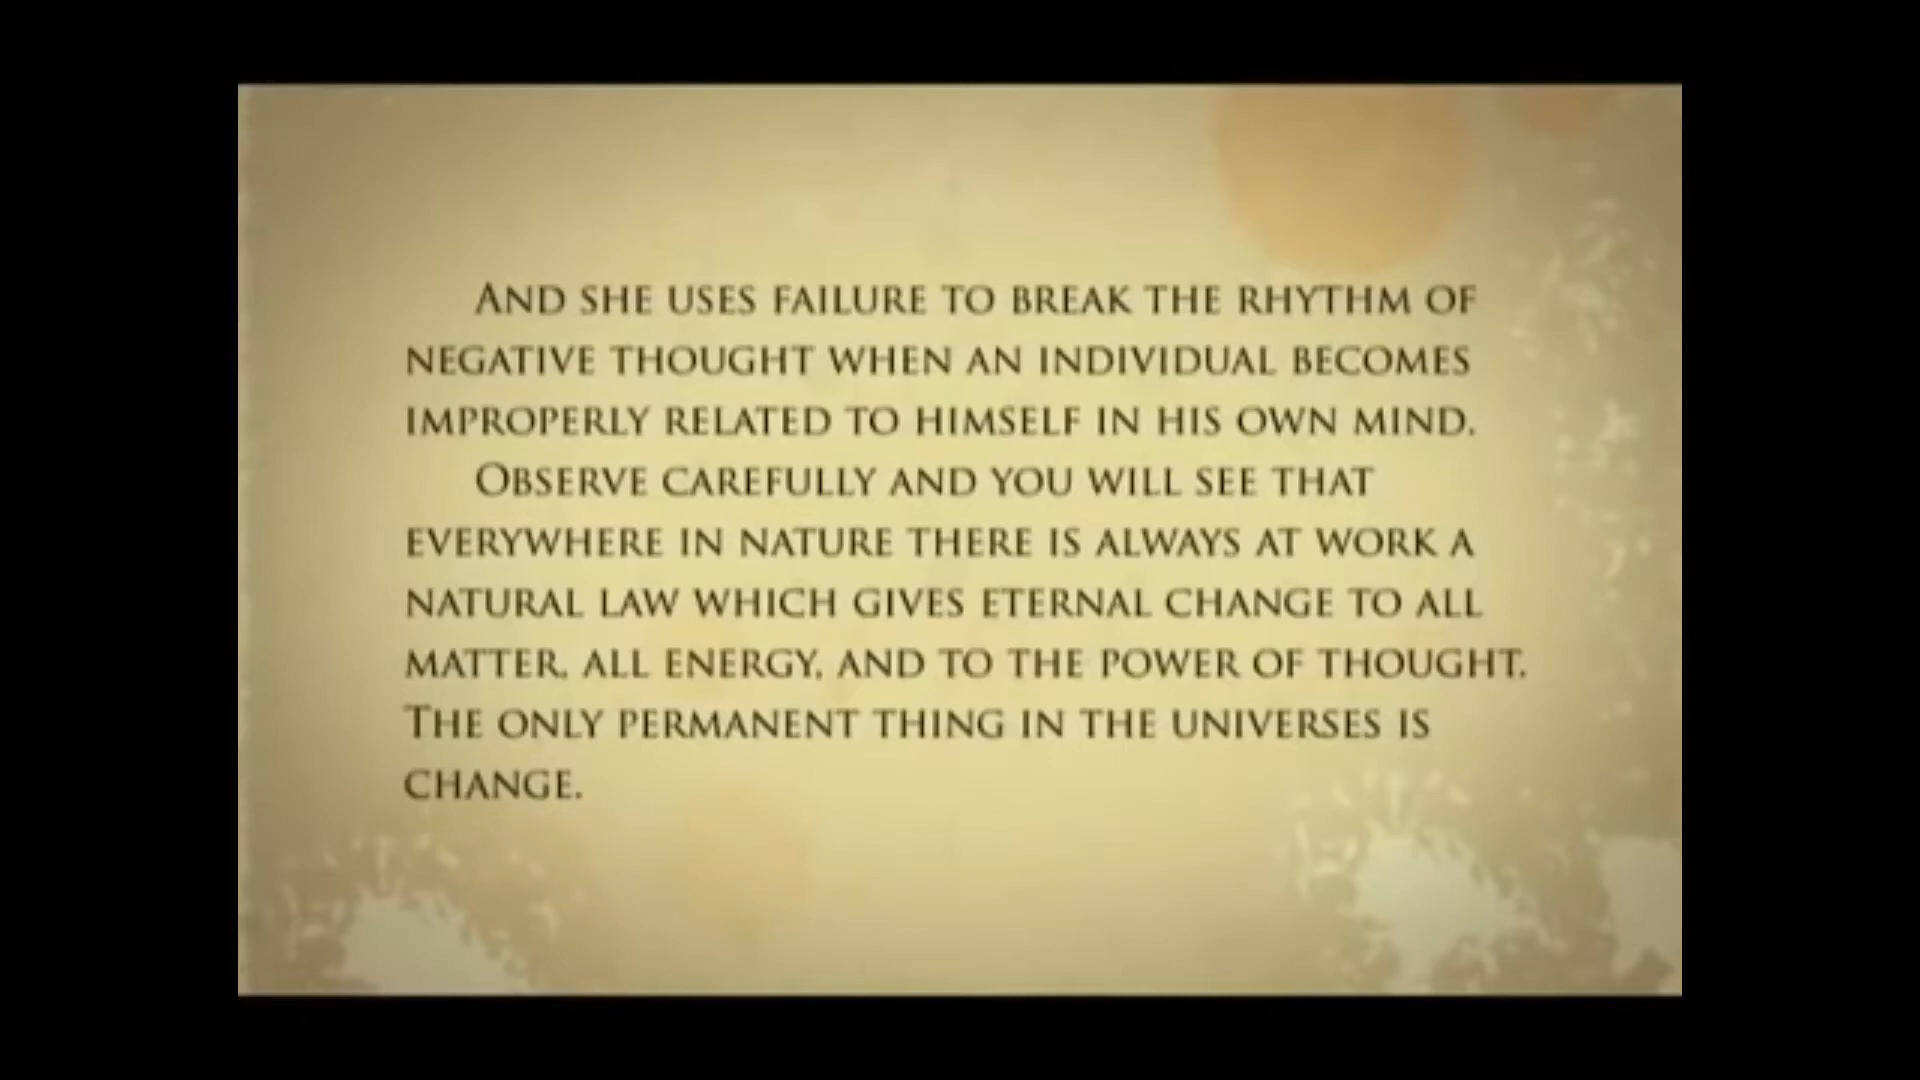 AND SHE USES FAILURE TO BREAK THE RHYTHM OF
NEGATIVE THOUGHT WHEN AN INDIVIDUAL BECOMES
IMPROPERLY RELATED TO HIMSELF IN HIS OWN MIND.
OBSERVE CAREFULLY AND YOU WILL SEE THAT
EVERYWHERE IN NATURE THERE IS ALWAYS AT WORK A
NATURAL LAW WHICH GIVES ETERNAL CHANGE TO ALL
MATTER, ALL ENERGY, AND TO THE POWER OF THOUGHT.
THE ONLY PERMANENT THING IN THE UNIVERSES IS
CHANGE.